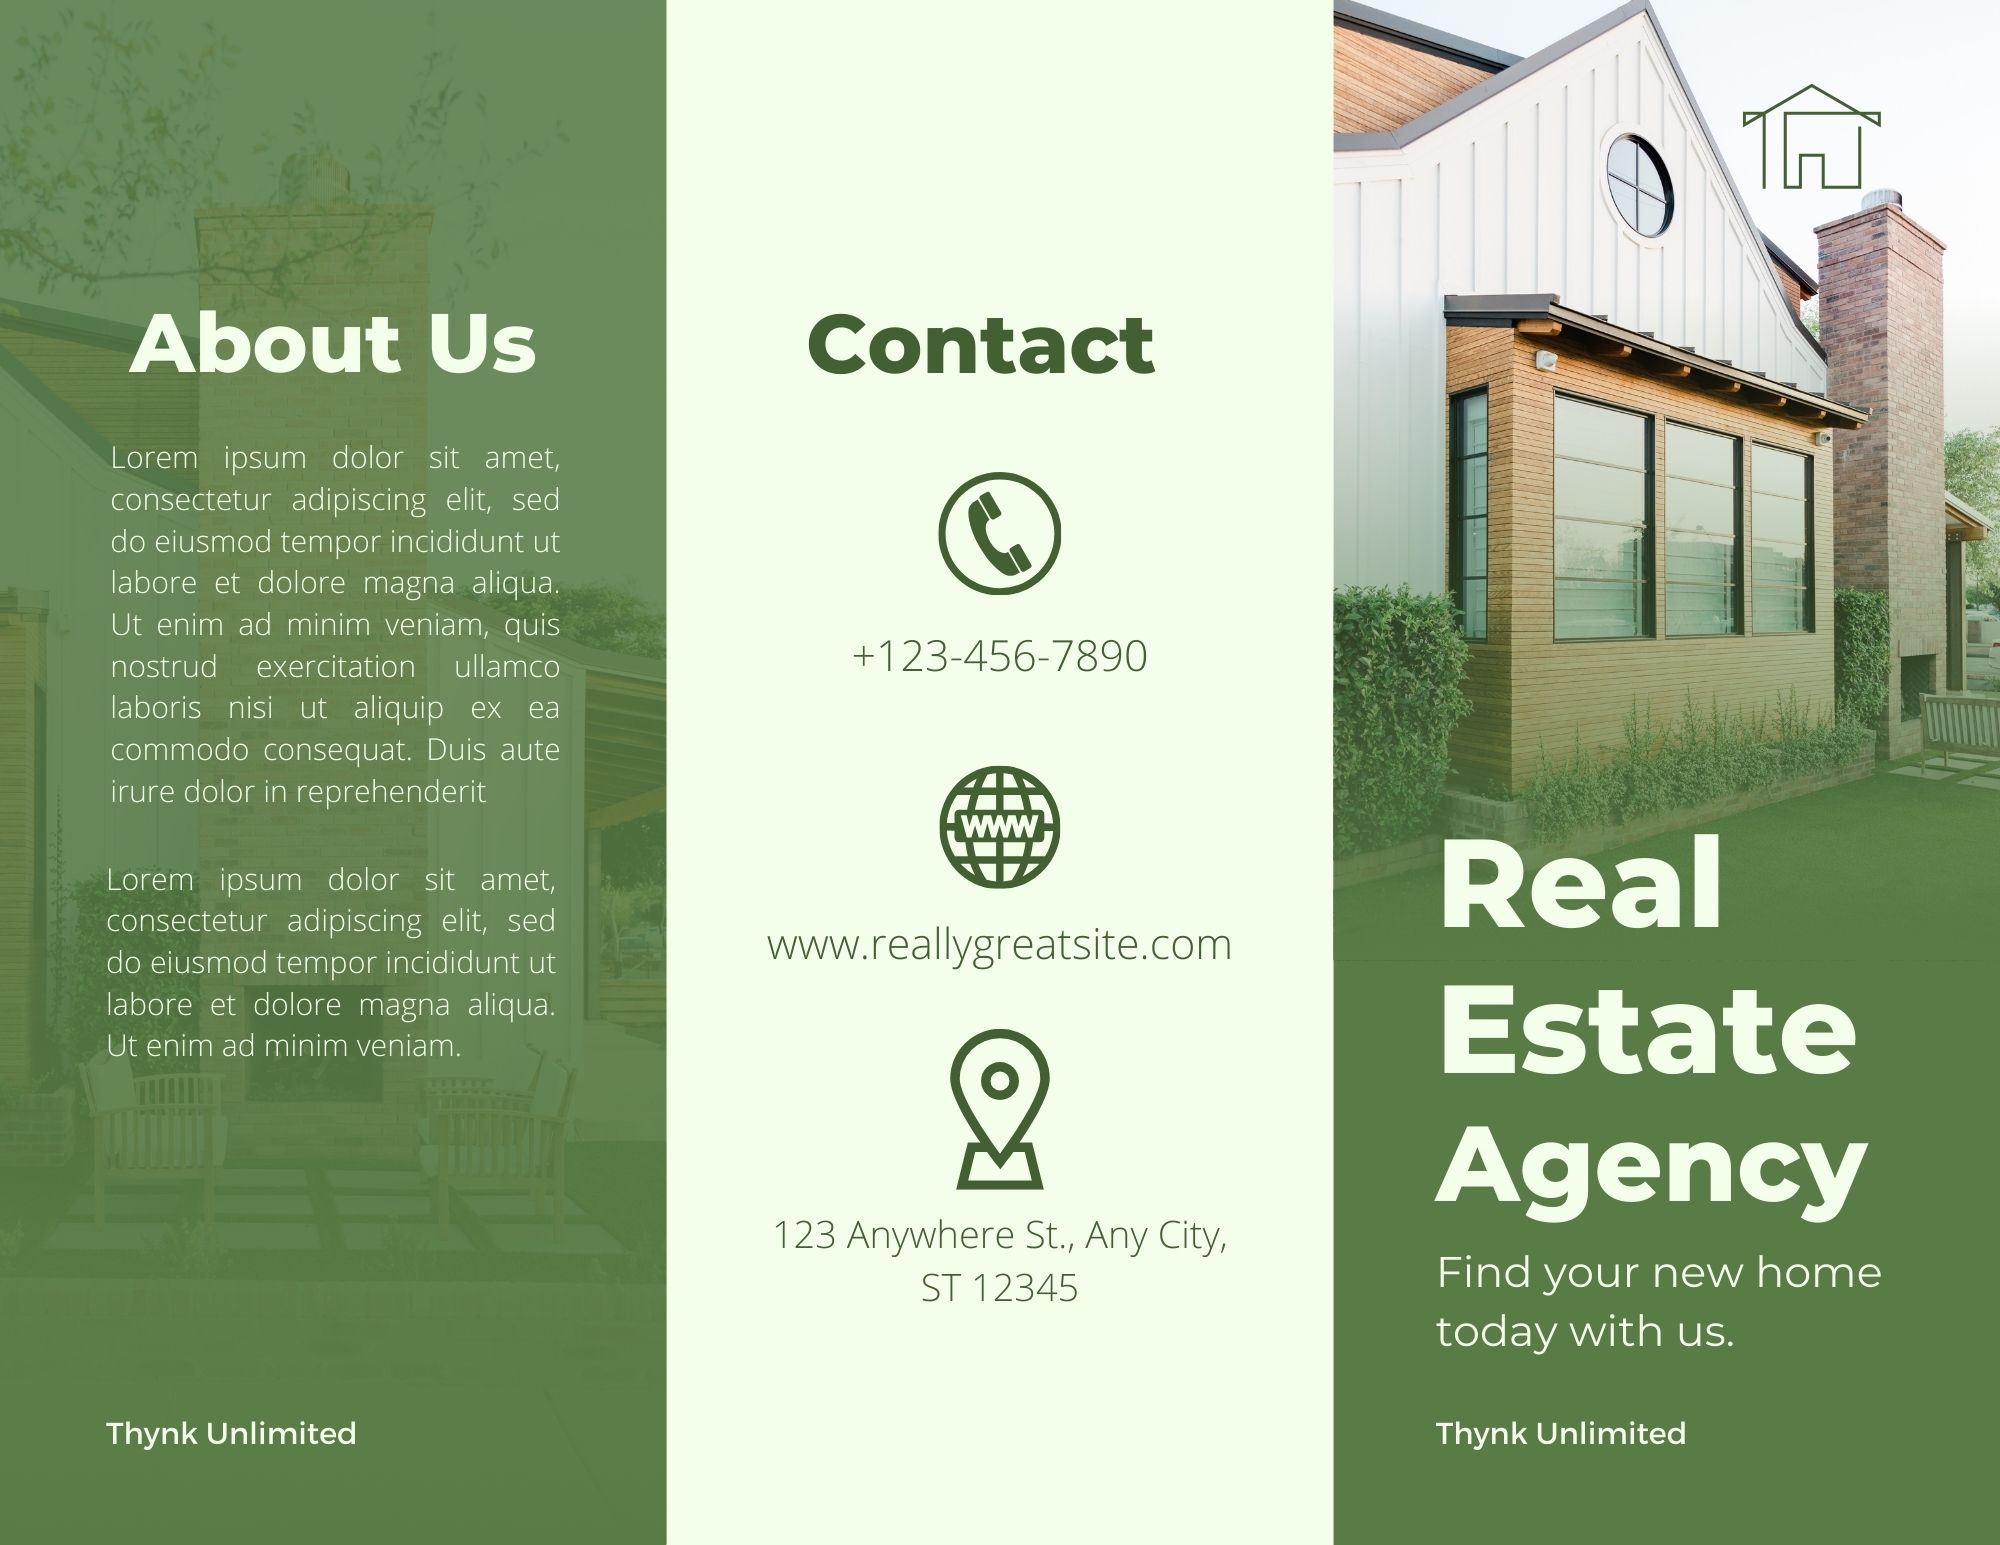 About Us
Lorem ipsum dolor sit amet,
consectetur adipiscing elit, sed
do eiusmod tempor incididunt ut
labore et dolore magna aliqua.
Ut enim ad minim veniam, quis
nostrud exercitation ullamco
laboris nisi ut aliquip ex ea
commodo consequat. Duis aute
irure dolor in reprehenderit
Lorem ipsum dolor sit amet,
consectetur adipiscing elit, sed
do eiusmod tempor incididunt ut
labore et dolore magna aliqua.
Ut enim ad minim veniam.
Thynk Unlimited
Contact
+123-456-7890
WWW
www.reallygreatsite.com
123 Anywhere St., Any City,
ST 12345
Real
Estate
Agency
Find your new home
today with us.
Thynk Unlimited